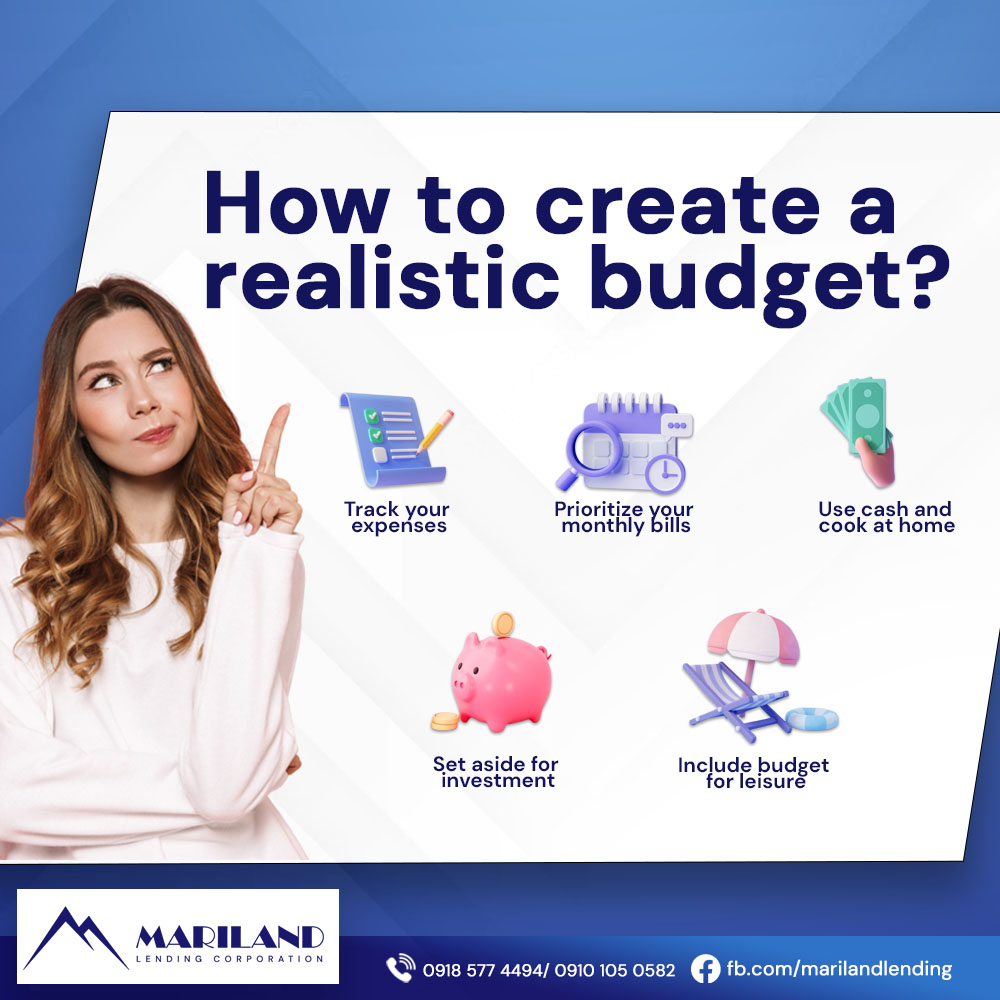 How to create a
realistic budget?
Track your
expenses
Prioritize your
monthly bills
Use cash and
cook at home
Set aside for
investment
Include budget
for leisure
MARILAND
LENDING CORPORATION
0918 577 4494/ 0910 105 0582
fb.com/marilandlending